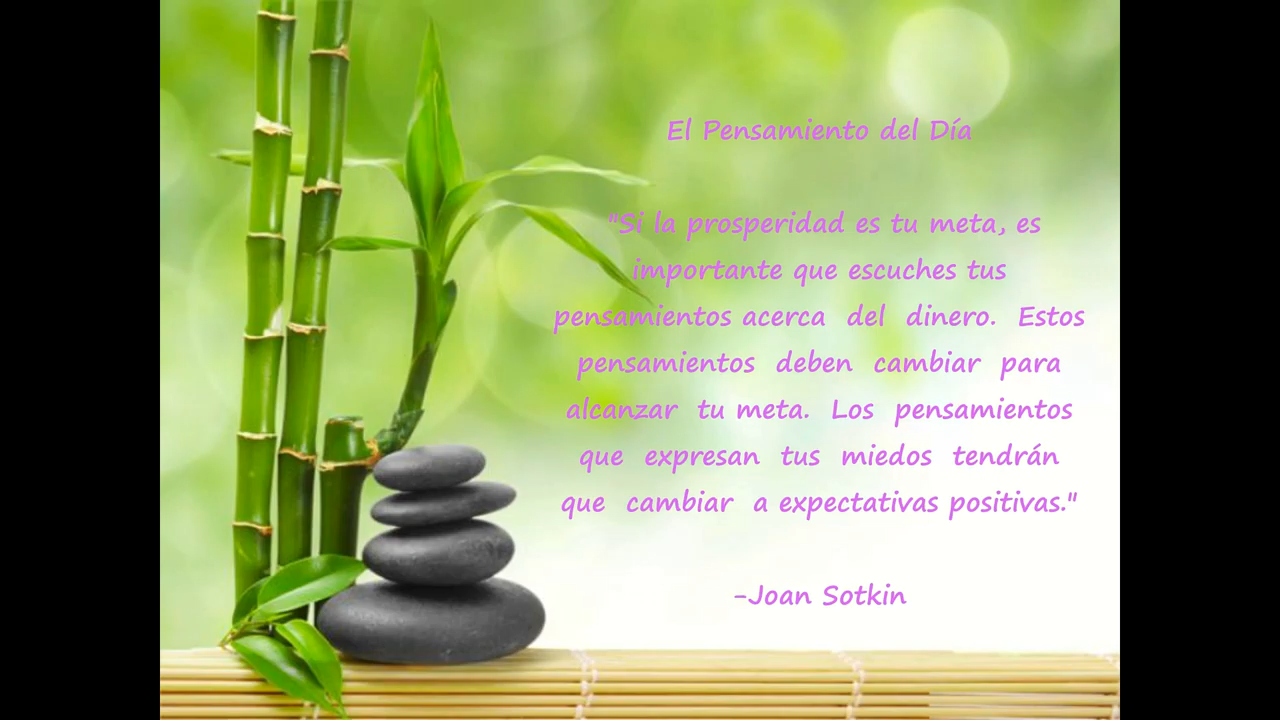 El Pensamiento del Día
"Si la prosperidad es tu meta, es
importante que escuches tus
pensamientos acerca del dinero. Estos
pensamientos deben cambiar para
alcanzar tu meta. Los pensamientos
que expresan tus miedos tendrán
que cambiar a expectativas positivas."
-Joan Sotkin